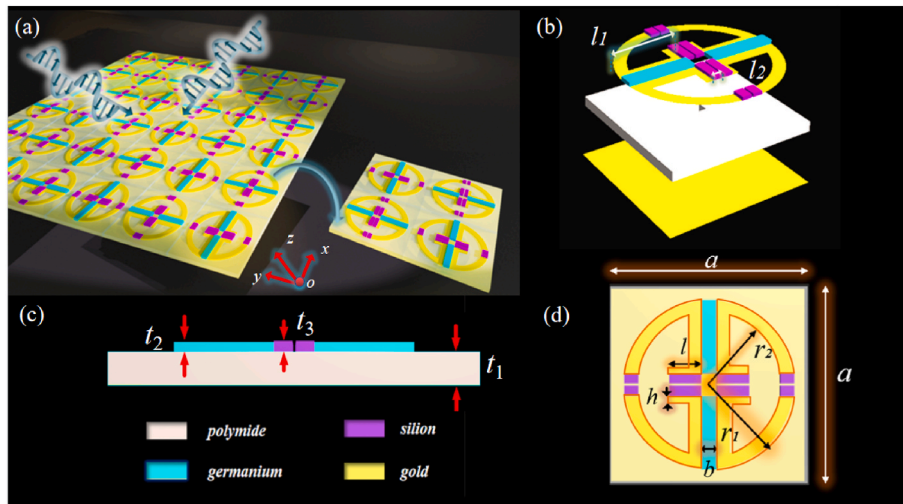 (a)
z
x
y
o
(b)
l1
l2
(c)
t2
t3
t1
polymide
silion
germanium
gold
(d)
a
a
l
r2
h
r1
b